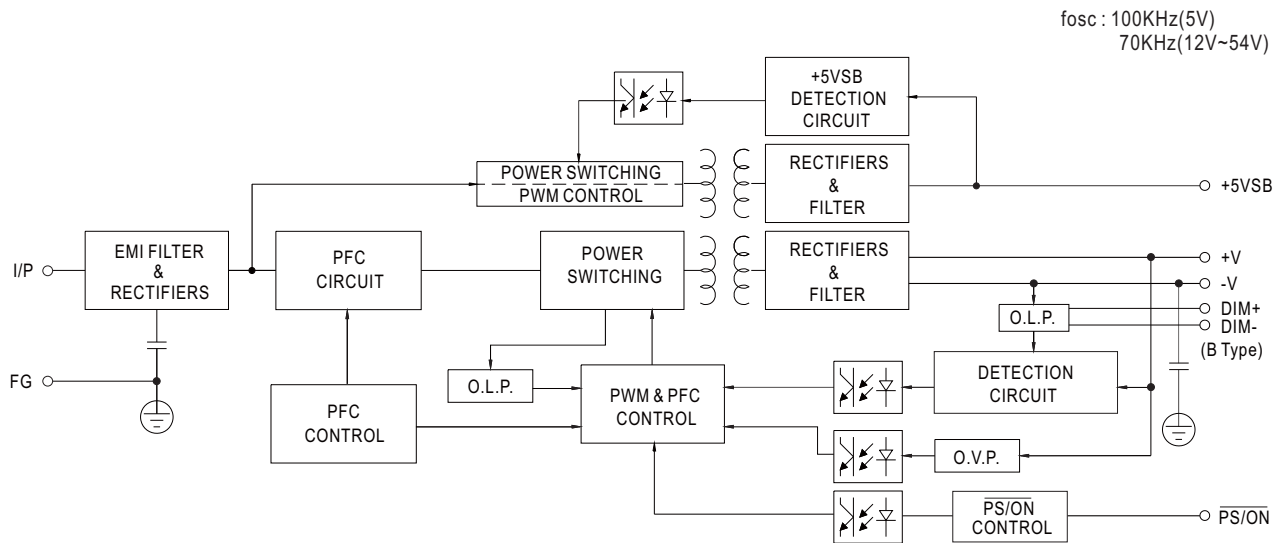 fosc : 100KHz(5V)
70KHz(12V~54V)
+5VSB
DETECTION
CIRCUIT
POWER SWITCHING
PWM CONTROL
RECTIFIERS
&
FILTER
+5VSB
I/P
EMI FILTER
&
RECTIFIERS
PFC
CIRCUIT
POWER
SWITCHING
RECTIFIERS
&
FILTER
+V
-V
DIM+
DIM-
(B Type)
O.L.P.
FG
O.L.P.
PFC
CONTROL
PWM & PFC
CONTROL
DETECTION
CIRCUIT
O.V.P.
PS/ON
CONTROL
PS/ON